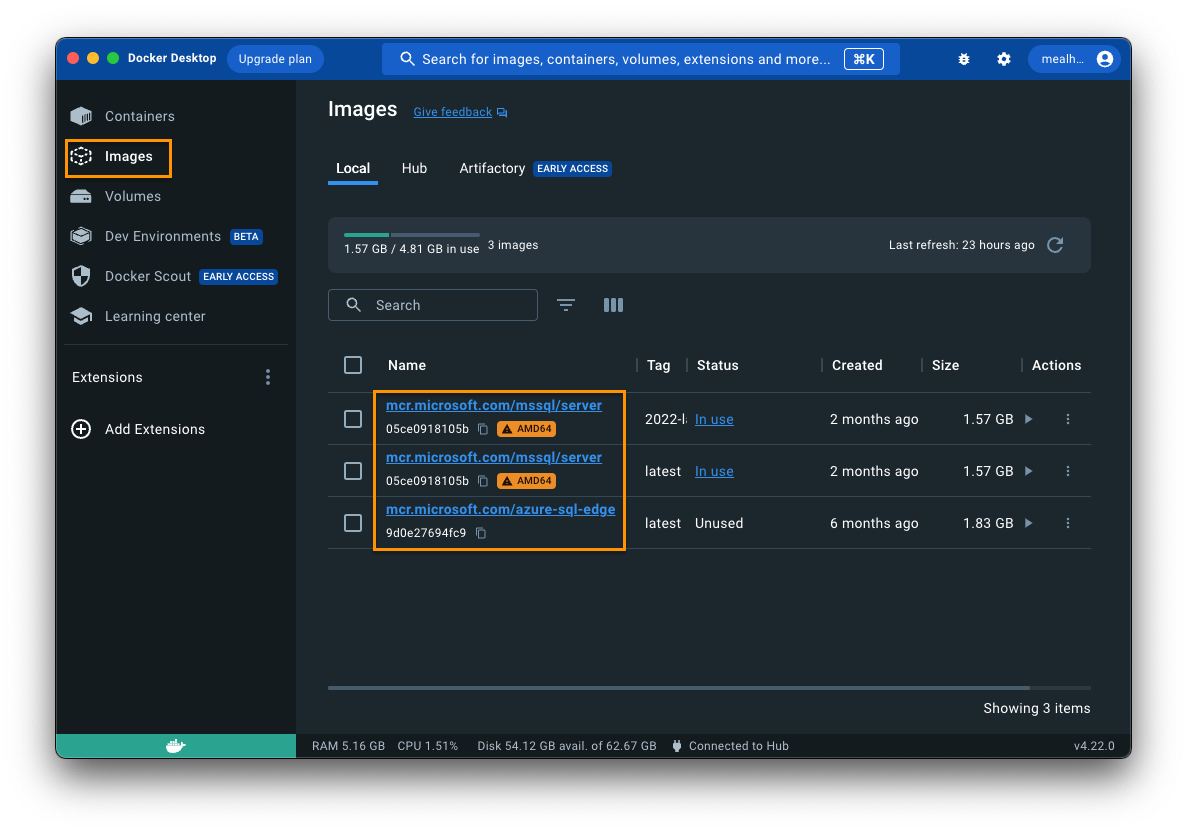 Docker Desktop Upgrade plan Search for images, containers, volumes, extensions and more... ⌘K mealh...
Containers
Images
Volumes
Dev Environments BETA
Docker Scout EARLY ACCESS
Learning center
Extensions
Add Extensions
Images Give feedback
Local Hub Artifactory EARLY ACCESS
1.57 GB / 4.81 GB in use 3 images Last refresh: 23 hours ago
Search
Name Tag Status Created Size Actions
mcr.microsoft.com/mssql/server
05ce0918105b AMD64
2022-l In use 2 months ago 1.57 GB
mcr.microsoft.com/mssql/server
05ce0918105b AMD64
latest In use 2 months ago 1.57 GB
mcr.microsoft.com/azure-sql-edge
9d0e27694fc9
latest Unused 6 months ago 1.83 GB
Showing 3 items
RAM 5.16 GB CPU 1.51% Disk 54.12 GB avail. of 62.67 GB Connected to Hub v4.22.0